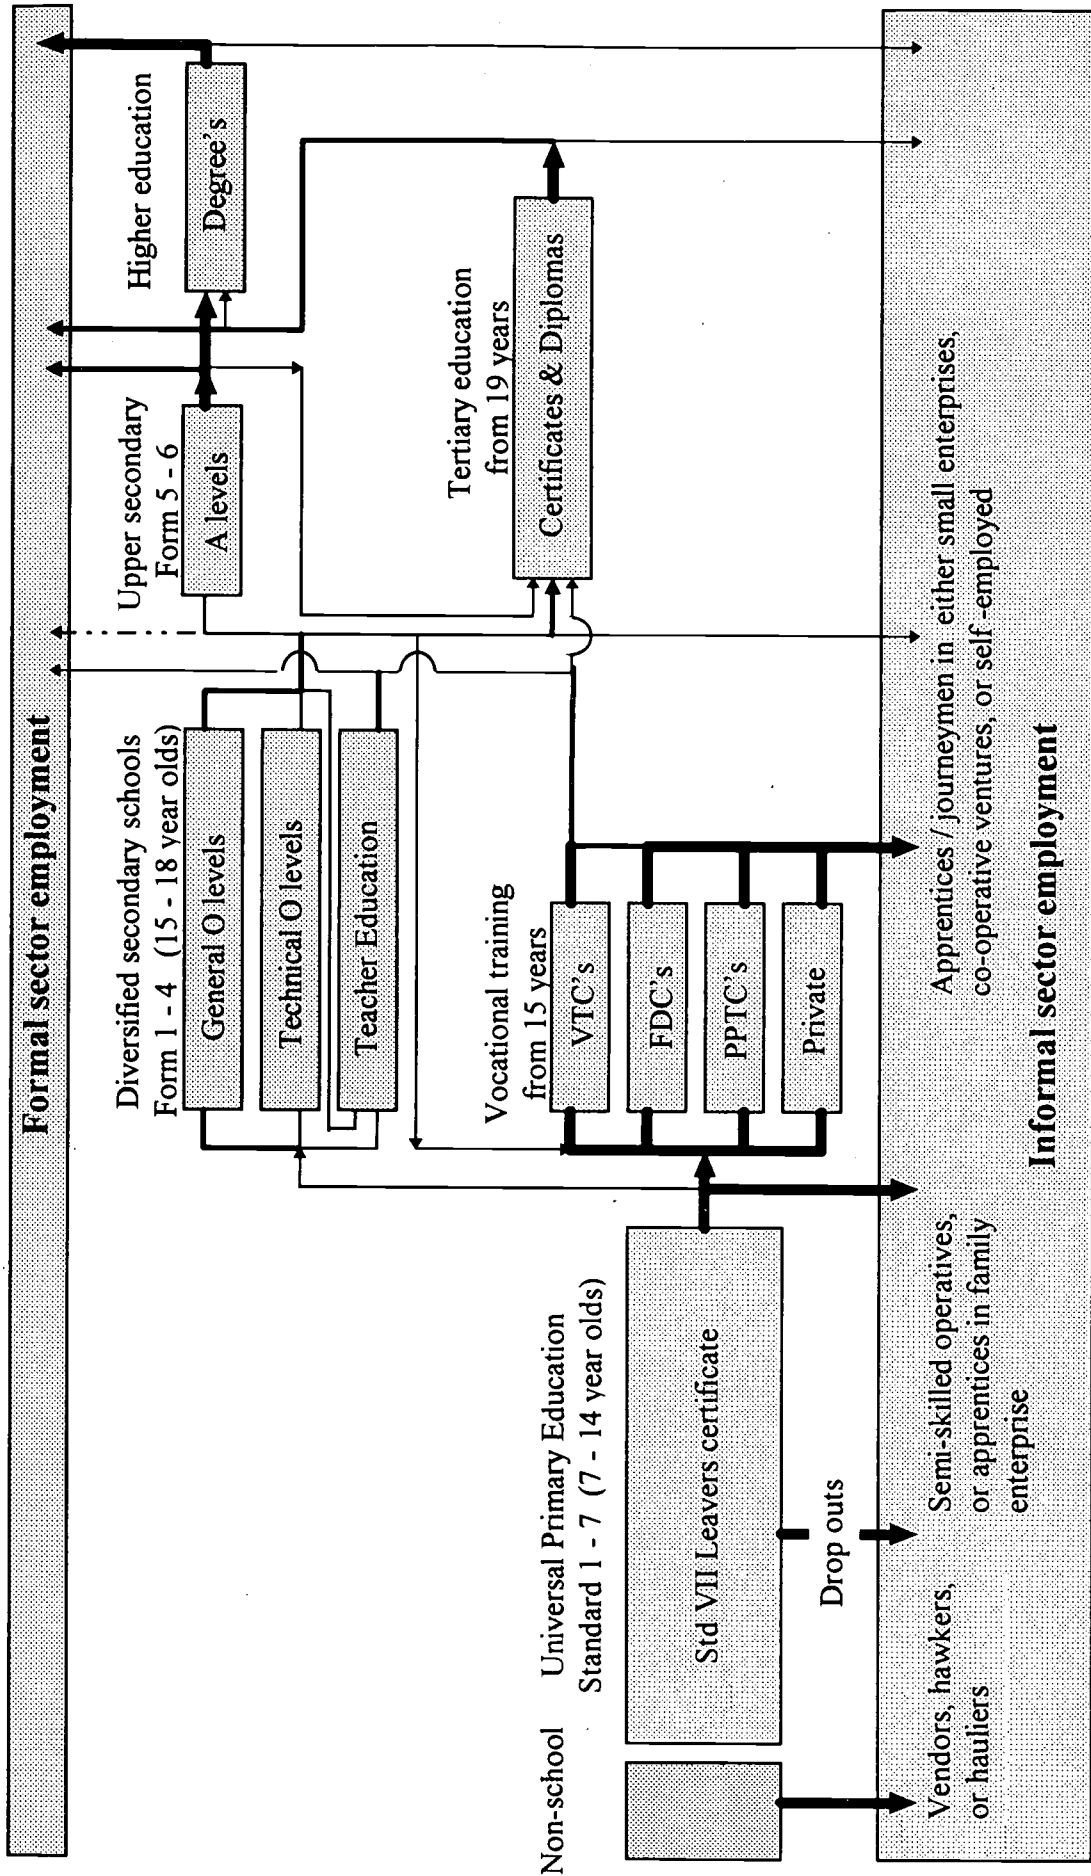 Formal sector employment
Higher education
Degree's
Upper secondary
Form 5 - 6
A levels
Diversified secondary schools
Form 1 - 4 (15 - 18 year olds)
General O levels
Technical O levels
Teacher Education
Tertiary education
from 19 years
Certificates & Diplomas
Vocational training
from 15 years
VTC's
FDC's
PPTC's
Private
Non-school
Universal Primary Education
Standard 1 - 7 (7 - 14 year olds)
Std VII Leavers certificate
Drop outs
Vendors, hawkers,
or hauliers
Semi-skilled operatives,
or apprentices in family
enterprise
Apprentices / journeymen in either small enterprises,
co-operative ventures, or self -employed
Informal sector employment